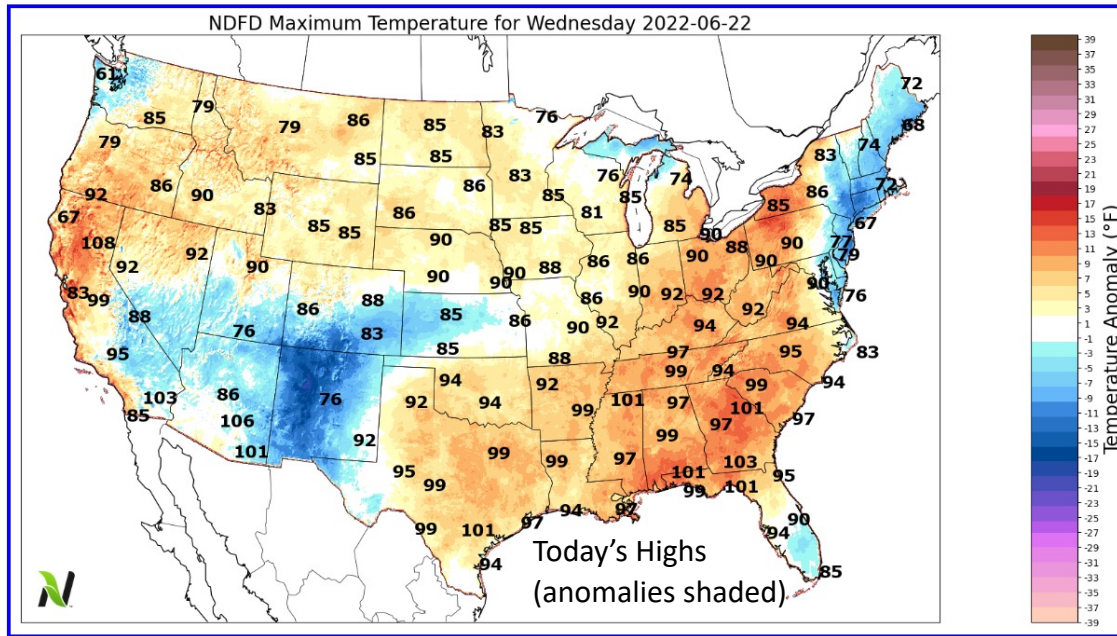 NDFD Maximum Temperature for Wednesday 2022-06-22
61 72
79 76 68
85 79 86 85 83
79 85 85 83 74
86 83 76 74 72
92 86 90 85 85 86
67 83 86 81 85 85 67
108 85 85 85 85 90 88 90 77
92 92 90 90 86 86 90 90 79
83 99 90 90 88 90 92 92 90 76
88 86 88 86 92
76 83 85 86 90 92 94 94
95 85 88 97 95 83
103 86 76 94 92 99 94 99 94
85 106 92 94 99 101 97 101 97
101 92 99 99 97 99 97 103
95 99 101 101 95
99 101 97 94 97 99 90
94 94
85
Today’s Highs
(anomalies shaded)
N
39
37
35
33
31
29
27
25
23
21
19
17
15
13
11
9
7
5
3
1
-1
-3
-5
-7
-9
-11
-13
-15
-17
-19
-21
-23
-25
-27
-29
-31
-33
-35
-37
-39
Temperature Anomaly (°F)